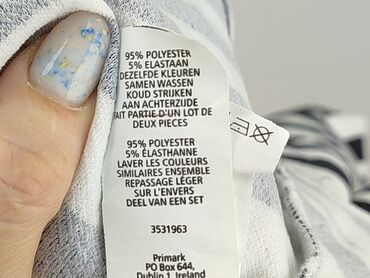 95% POLYESTER
5% ELASTAAN
DEZELFDE KLEUREN
SAMEN WASSEN
KOUD STRIJKEN
AAN ACHTERZIJDE
FAIT PARTIE D'UN LOT DE
DEUX PIECES
95% POLYESTER
5% ÉLASTHANNE
LAVER LES COULEURS
SIMILAIRES ENSEMBLE
REPASSAGE LÉGER
SUR L'ENVERS
DEEL VAN EEN SET
3531963
Primark
PO Box 644,
Dublin 1, Ireland